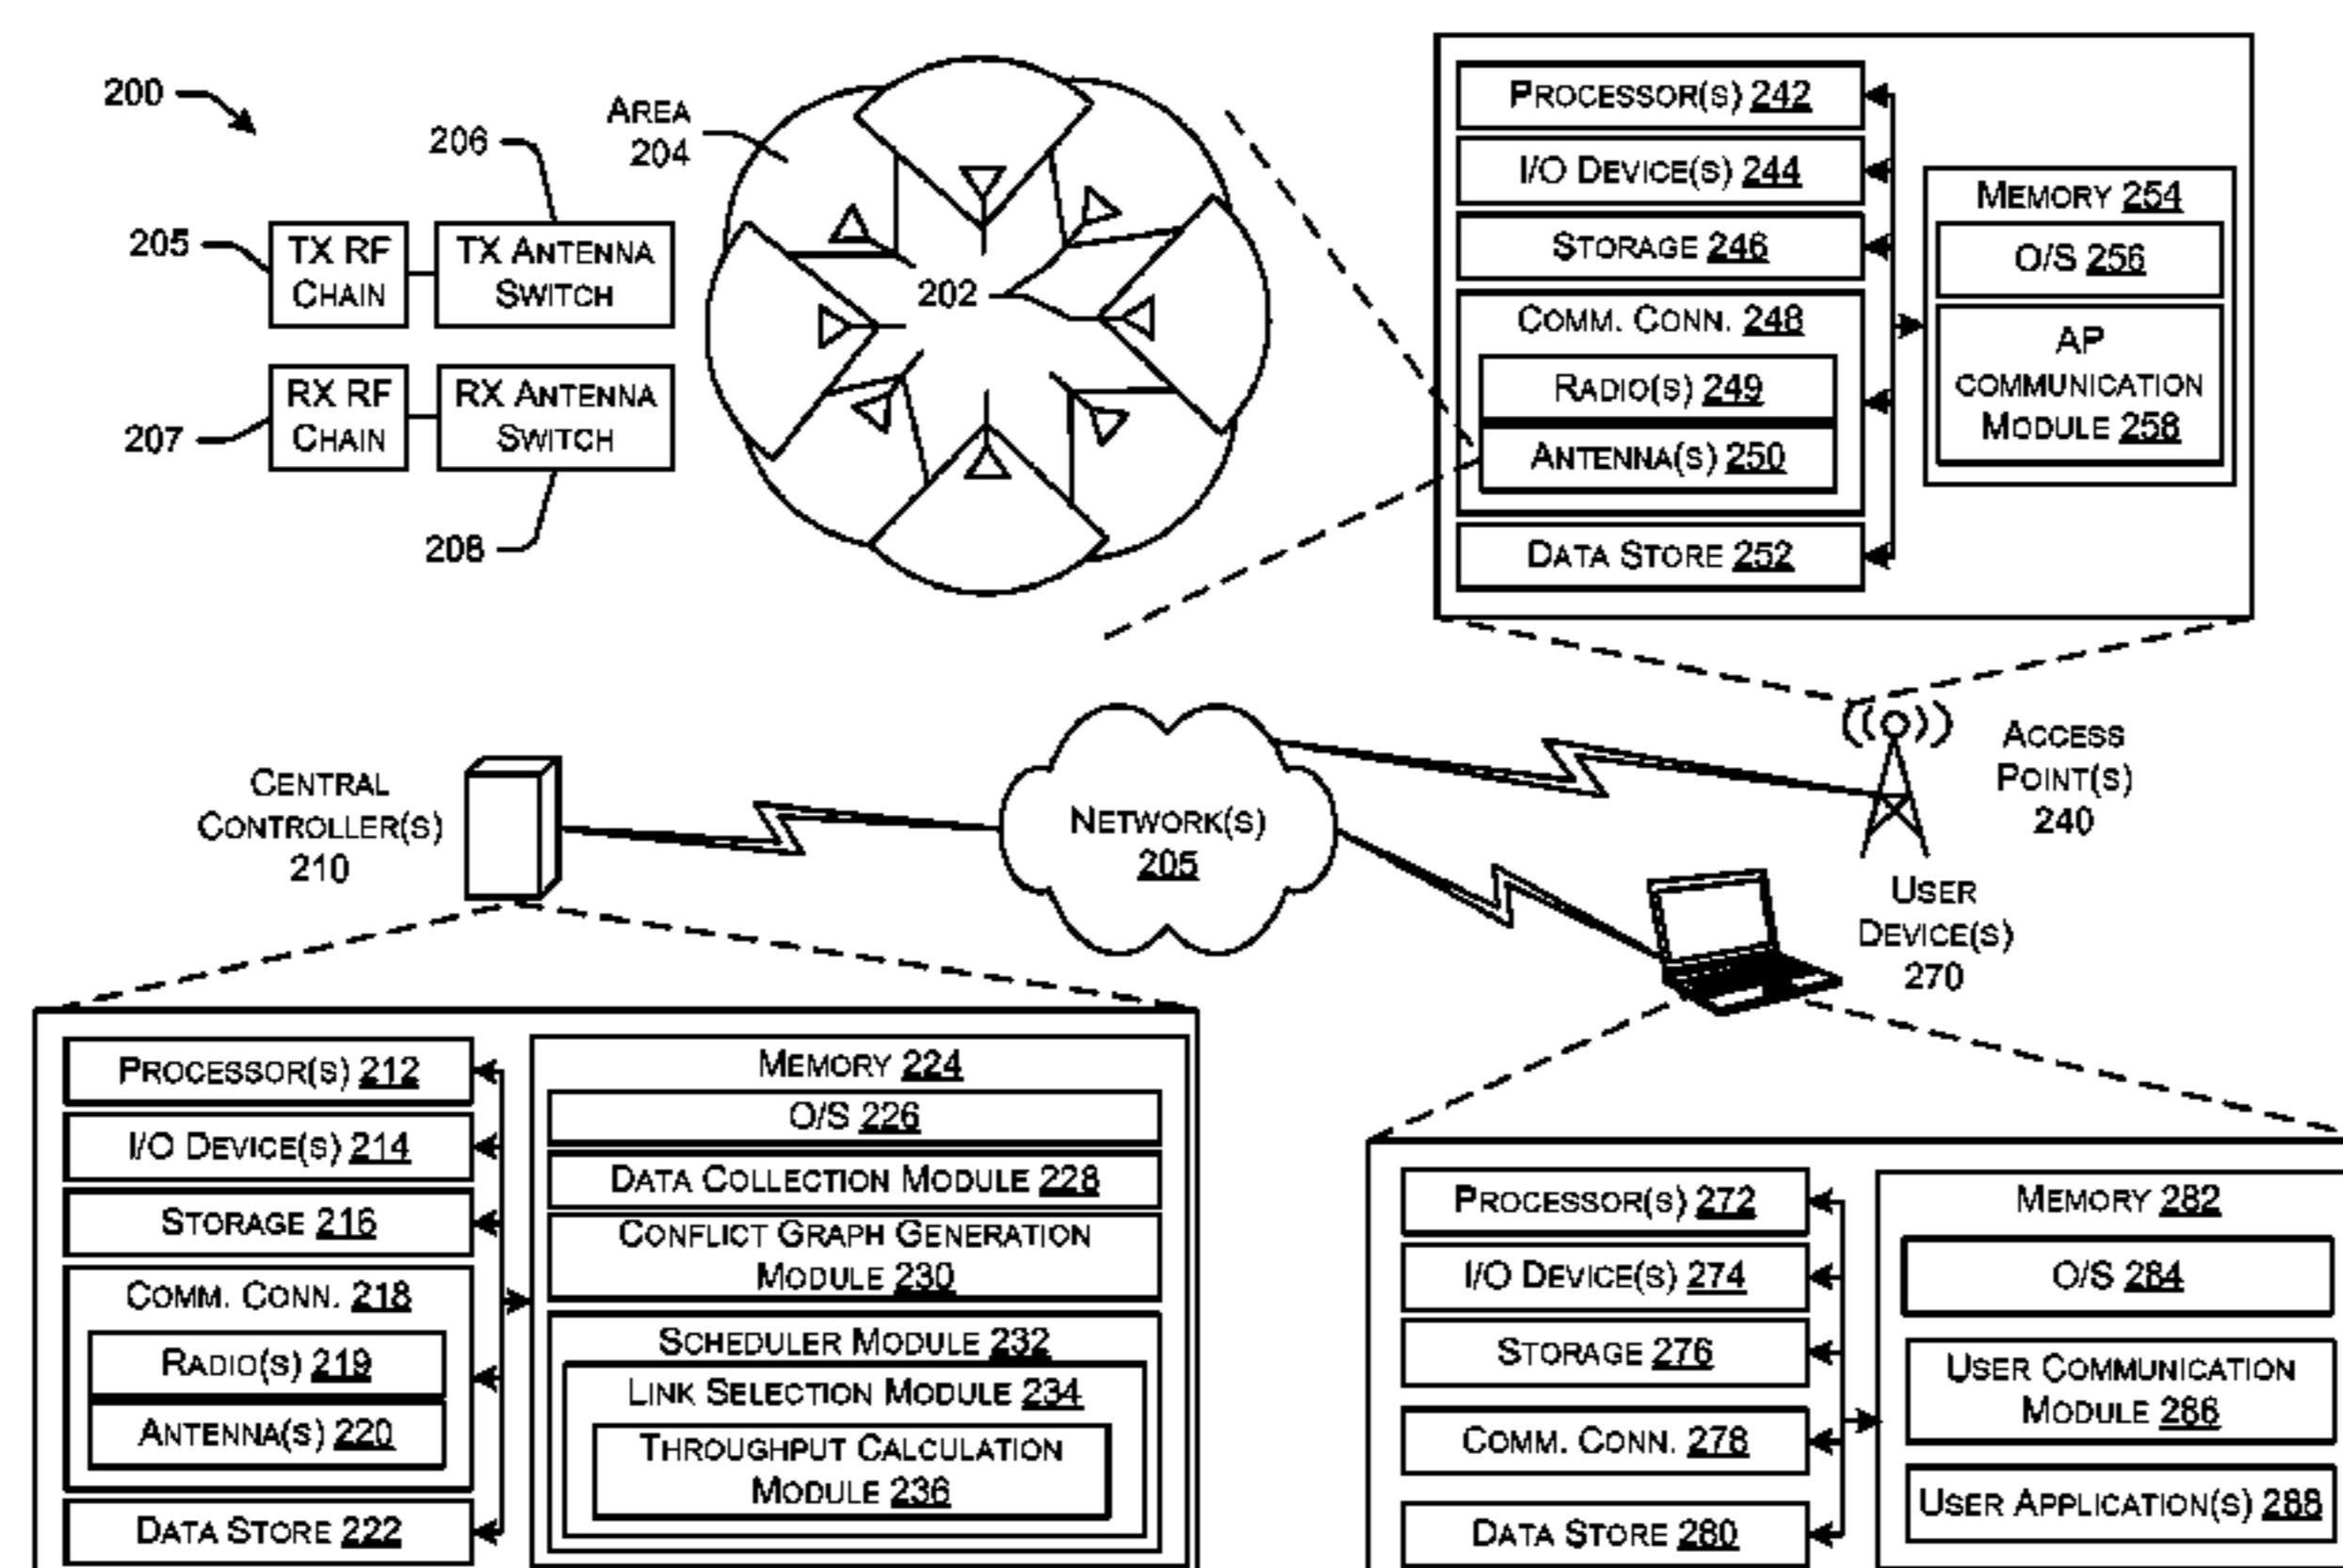 200
206
AREA
204
205
TX RF
CHAIN
TX ANTENNA
SWITCH
202
207
RX RF
CHAIN
RX ANTENNA
SWITCH
208
PROCESSOR(S) 242
I/O DEVICE(S) 244
STORAGE 246
COMM. CONN. 248
RADIO(S) 249
ANTENNA(S) 250
DATA STORE 252
MEMORY 254
O/S 256
AP
COMMUNICATION
MODULE 258
CENTRAL
CONTROLLER(S)
210
NETWORK(S)
205
ACCESS
POINT(S)
240
USER
DEVICE(S)
270
PROCESSOR(S) 212
I/O DEVICE(S) 214
STORAGE 216
COMM. CONN. 218
RADIO(S) 219
ANTENNA(S) 220
DATA STORE 222
MEMORY 224
O/S 226
DATA COLLECTION MODULE 228
CONFLICT GRAPH GENERATION
MODULE 230
SCHEDULER MODULE 232
LINK SELECTION MODULE 234
THROUGHPUT CALCULATION
MODULE 236
PROCESSOR(S) 272
I/O DEVICE(S) 274
STORAGE 276
COMM. CONN. 278
DATA STORE 280
MEMORY 282
O/S 284
USER COMMUNICATION
MODULE 286
USER APPLICATION(S) 288